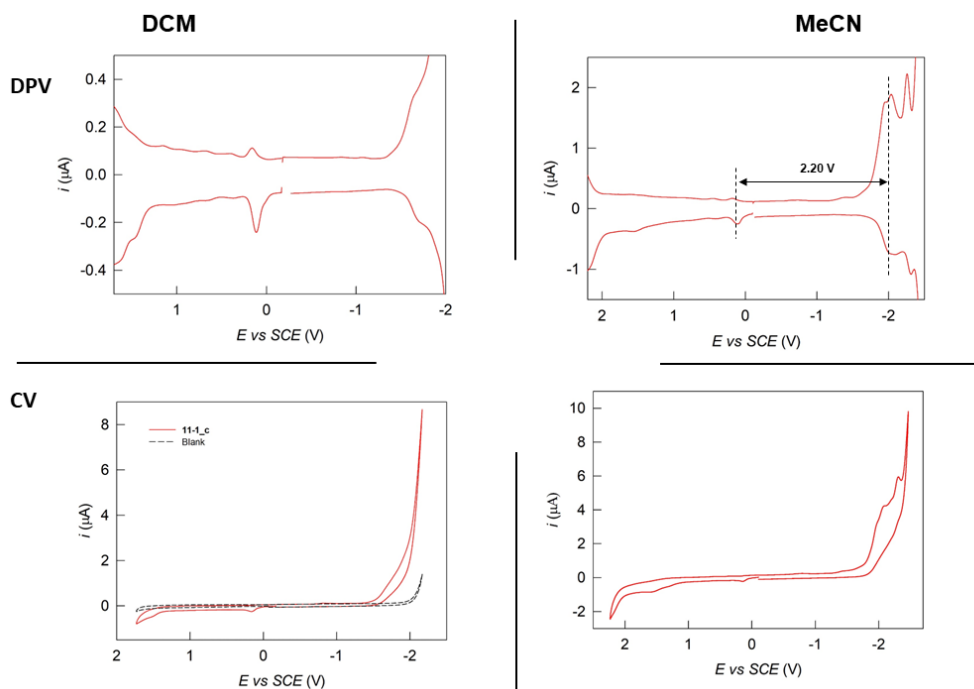 DCM
MeCN
DPV
0.4
0.2
0.0
-0.2
-0.4
i (µA)
1
0
-1
-2
E vs SCE (V)
2
1
0
-1
i (µA)
2.20 V
2
1
0
-1
-2
E vs SCE (V)
CV
8
6
4
2
0
i (µA)
11-1_c
Blank
2
1
0
-1
-2
E vs SCE (V)
10
8
6
4
2
0
-2
i (µA)
2
1
0
-1
-2
E vs SCE (V)